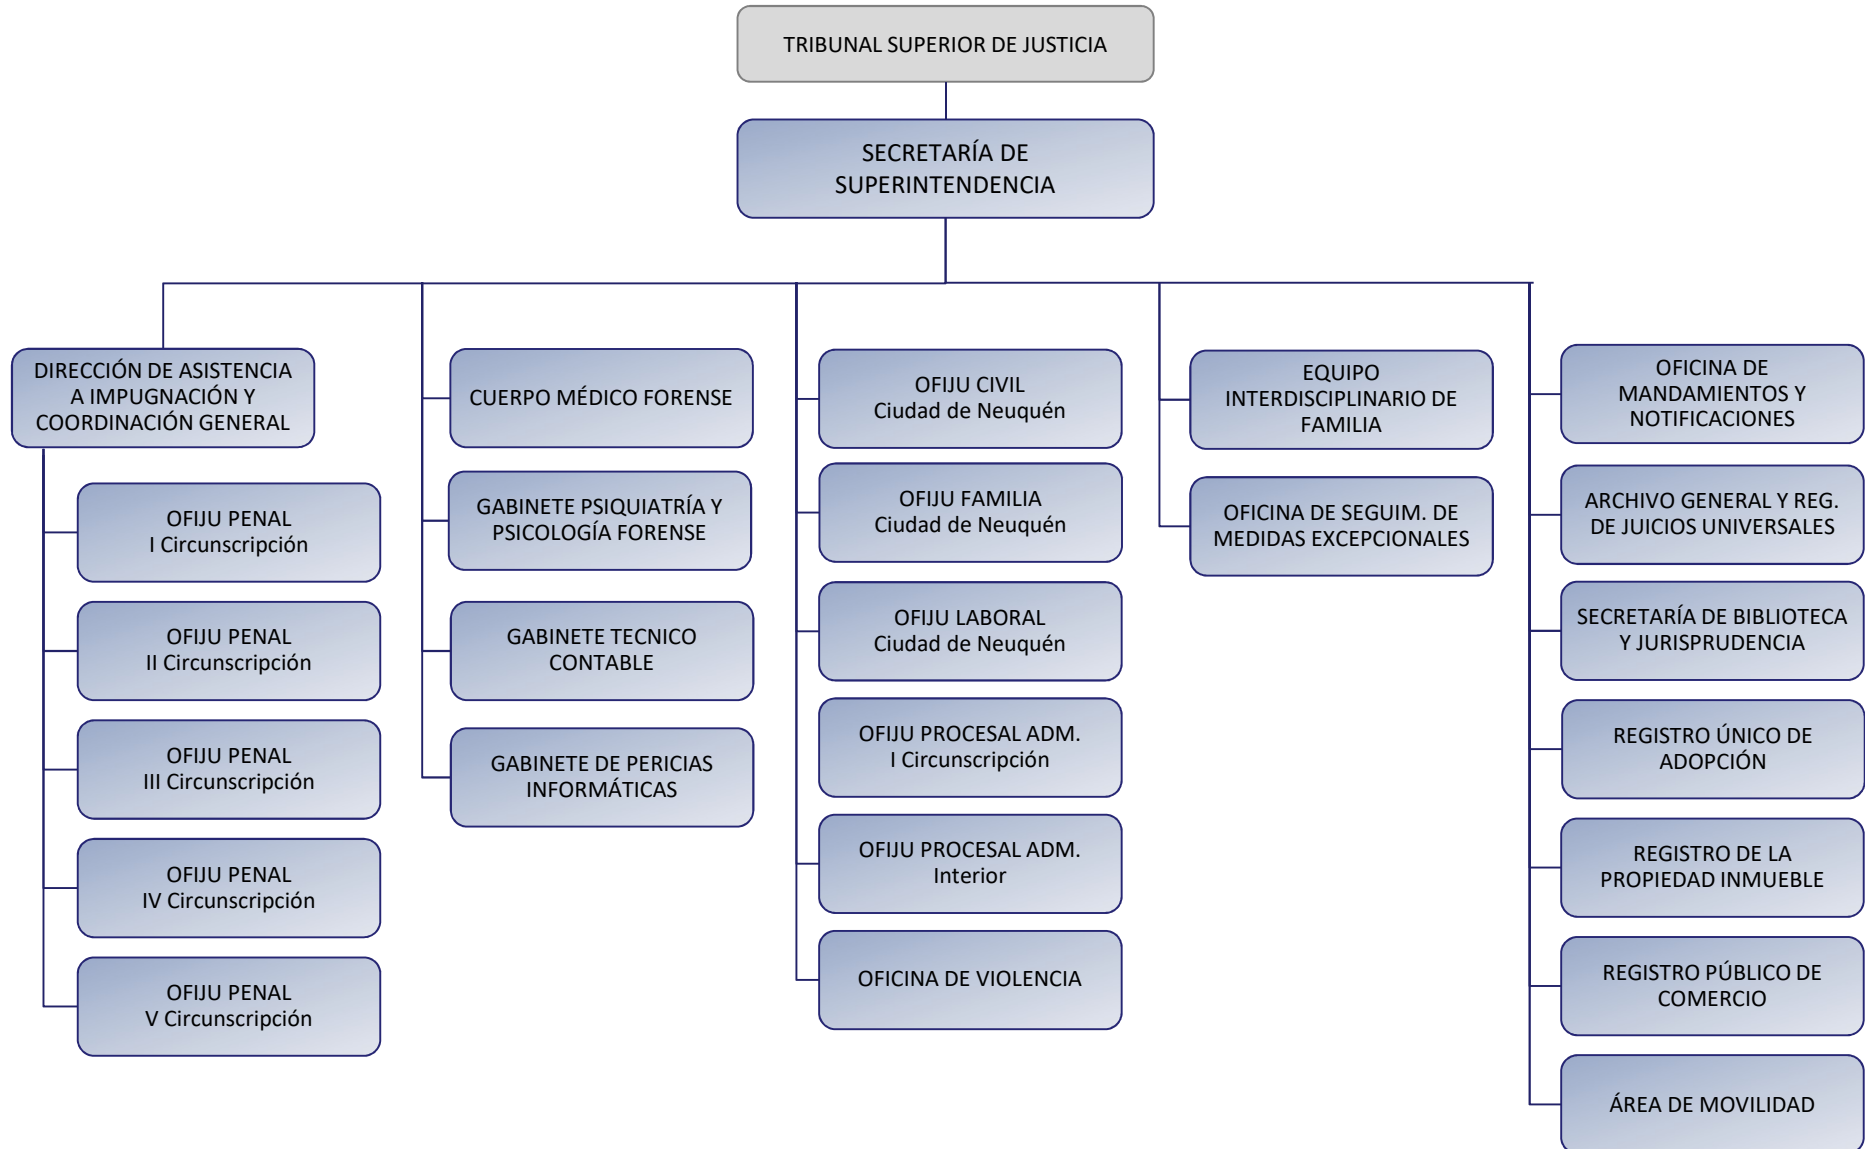 TRIBUNAL SUPERIOR DE JUSTICIA
SECRETARÍA DE
SUPERINTENDENCIA
DIRECCIÓN DE ASISTENCIA
A IMPUGNACIÓN Y
COORDINACIÓN GENERAL
OFIJU PENAL
I Circunscripción
OFIJU PENAL
II Circunscripción
OFIJU PENAL
III Circunscripción
OFIJU PENAL
IV Circunscripción
OFIJU PENAL
V Circunscripción
CUERPO MÉDICO FORENSE
GABINETE PSIQUIATRÍA Y
PSICOLOGÍA FORENSE
GABINETE TECNICO
CONTABLE
GABINETE DE PERICIAS
INFORMÁTICAS
OFIJU CIVIL
Ciudad de Neuquén
OFIJU FAMILIA
Ciudad de Neuquén
OFIJU LABORAL
Ciudad de Neuquén
OFIJU PROCESAL ADM.
I Circunscripción
OFIJU PROCESAL ADM.
Interior
OFICINA DE VIOLENCIA
EQUIPO
INTERDISCIPLINARIO DE
FAMILIA
OFICINA DE SEGUIM. DE
MEDIDAS EXCEPCIONALES
OFICINA DE
MANDAMIENTOS Y
NOTIFICACIONES
ARCHIVO GENERAL Y REG.
DE JUICIOS UNIVERSALES
SECRETARÍA DE BIBLIOTECA
Y JURISPRUDENCIA
REGISTRO ÚNICO DE
ADOPCIÓN
REGISTRO DE LA
PROPIEDAD INMUEBLE
REGISTRO PÚBLICO DE
COMERCIO
ÁREA DE MOVILIDAD